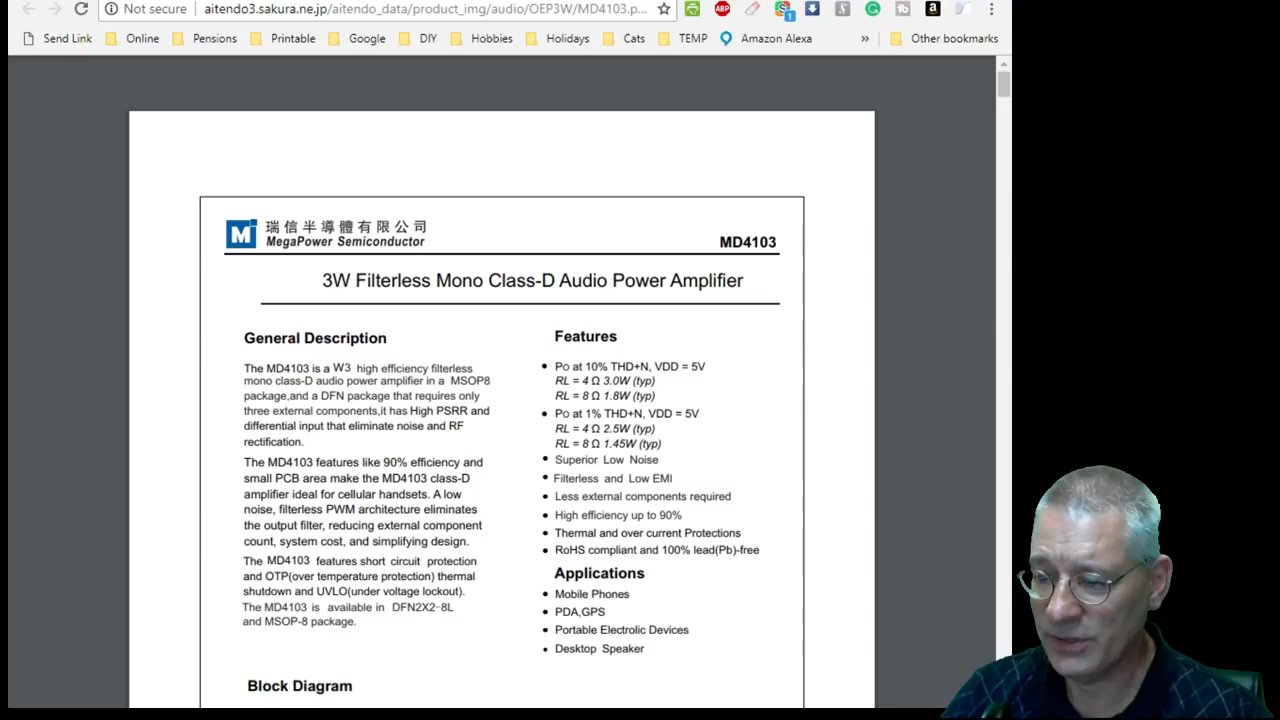 Not secure
aitendo3.sakura.ne.jp/aitendo_data/product_img/audio/OEP3W/MD4103.p...
ABP
1
Send Link
Online
Pensions
Printable
Google
DIY
Hobbies
Holidays
Cats
TEMP
Amazon Alexa
»
Other bookmarks
M
瑞信半導體有限公司
MegaPower Semiconductor
MD4103
3W Filterless Mono Class-D Audio Power Amplifier
General Description
The MD4103 is a W3 high efficiency filterless
mono class-D audio power amplifier in a MSOP8
package,and a DFN package that requires only
three external components,it has High PSRR and
differential input that eliminate noise and RF
rectification.
The MD4103 features like 90% efficiency and
small PCB area make the MD4103 class-D
amplifier ideal for cellular handsets. A low
noise, filterless PWM architecture eliminates
the output filter, reducing external component
count, system cost, and simplifying design.
The MD4103 features short circuit protection
and OTP(over temperature protection) thermal
shutdown and UVLO(under voltage lockout).
The MD4103 is available in DFN2X2-8L
and MSOP-8 package.
Block Diagram
Features
• Po at 10% THD+N, VDD = 5V
RL = 4 Ω 3.0W (typ)
RL = 8 Ω 1.8W (typ)
• Po at 1% THD+N, VDD = 5V
RL = 4 Ω 2.5W (typ)
RL = 8 Ω 1.45W (typ)
• Superior Low Noise
• Filterless and Low EMI
• Less external components required
• High efficiency up to 90%
• Thermal and over current Protections
• RoHS compliant and 100% lead(Pb)-free
Applications
• Mobile Phones
• PDA,GPS
• Portable Electrolic Devices
• Desktop Speaker